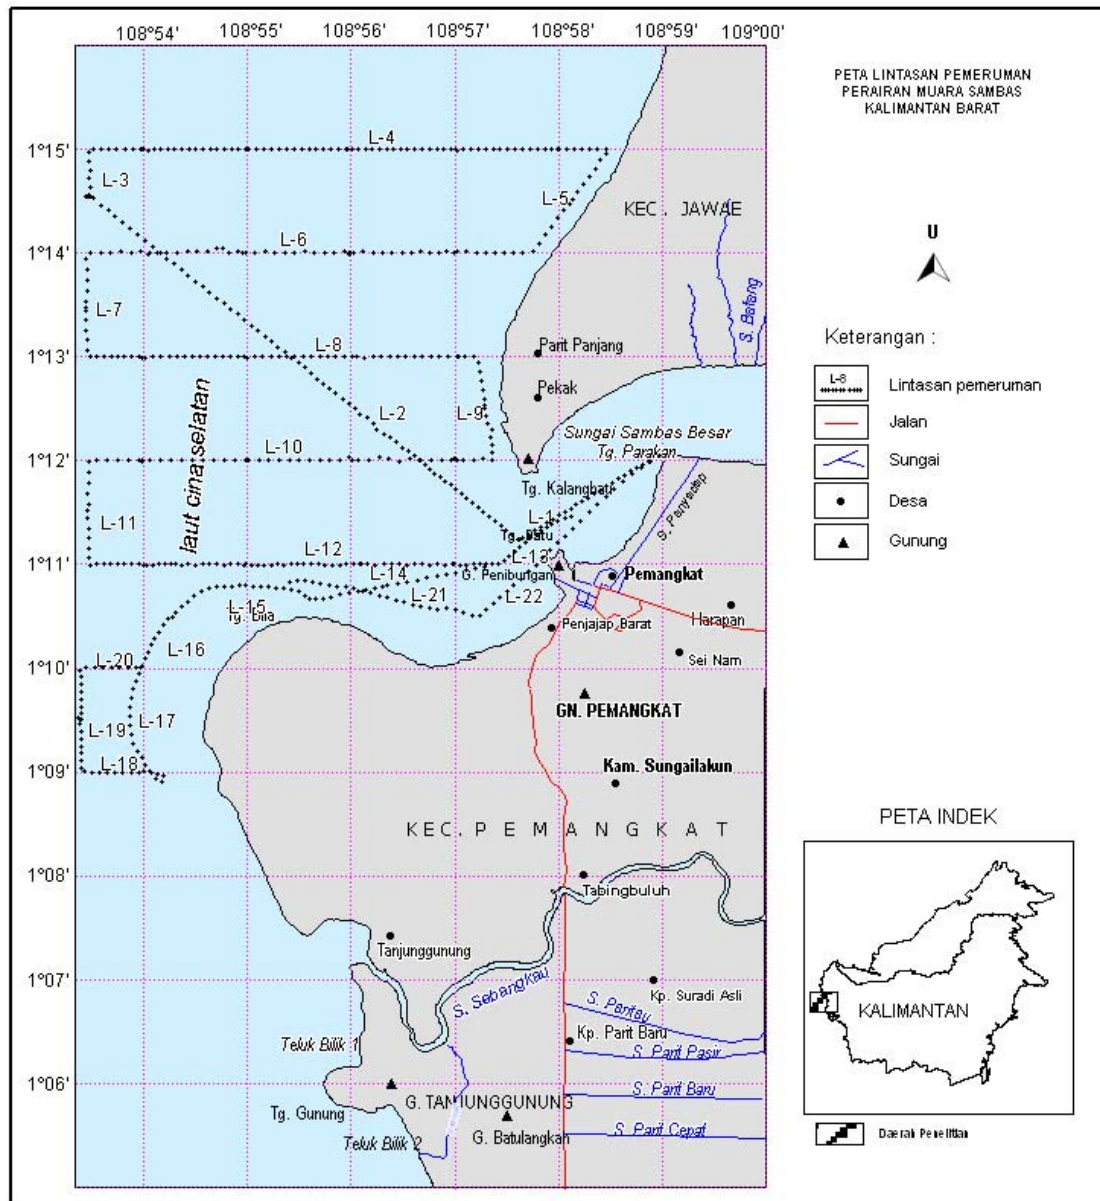 108°54' 108°55' 108°56' 108°57' 108°58' 108°59' 109°00'
PETA LINTASAN PEMERUMAN
PERAIRAN MUARA SAMBAS
KALIMANTAN BARAT
1°15'
L-4
L-3
L-5
KEC. JAWAE
1°14'
L-6
U
L-7
S. Batang
1°13'
L-8
Parit Panjang
Pekak
Keterangan :
L-8
Lintasan pemeruman
Jalan
Sungai
Desa
Gunung
laut cina selatan
L-2
L-9
Sungai Sambas Besar
1°12'
L-10
Tg. Parakan
Tg. Kalangbau
S. Penyedap
L-11
L-1
Tg. Batu
1°11'
L-12
L-13
L-14
G. Penibungan
Pemangkat
L-15
Tg. Bila
L-21
L-22
Penjajap Barat
Harapan
L-16
Sei Nam
1°10'
L-20
GN. PEMANGKAT
L-19
L-17
Kam. Sungailakun
1°09'
L-18
KEC. PEMANGKAT
PETA INDEK
1°08'
Tabingbuluh
Tanjunggunung
1°07'
S. Sebangkau
Kp. Suradi Asli
KALIMANTAN
S. Paritau
Kp. Parit Baru
Teluk Bilik 1
S. Parit Pasir
1°06'
G. TANJUNGGUNUNG
S. Parit Baru
Tg. Gunung
Teluk Bilik 2
G. Batulangkah
S. Parit Cepat
Daerah Penelitian